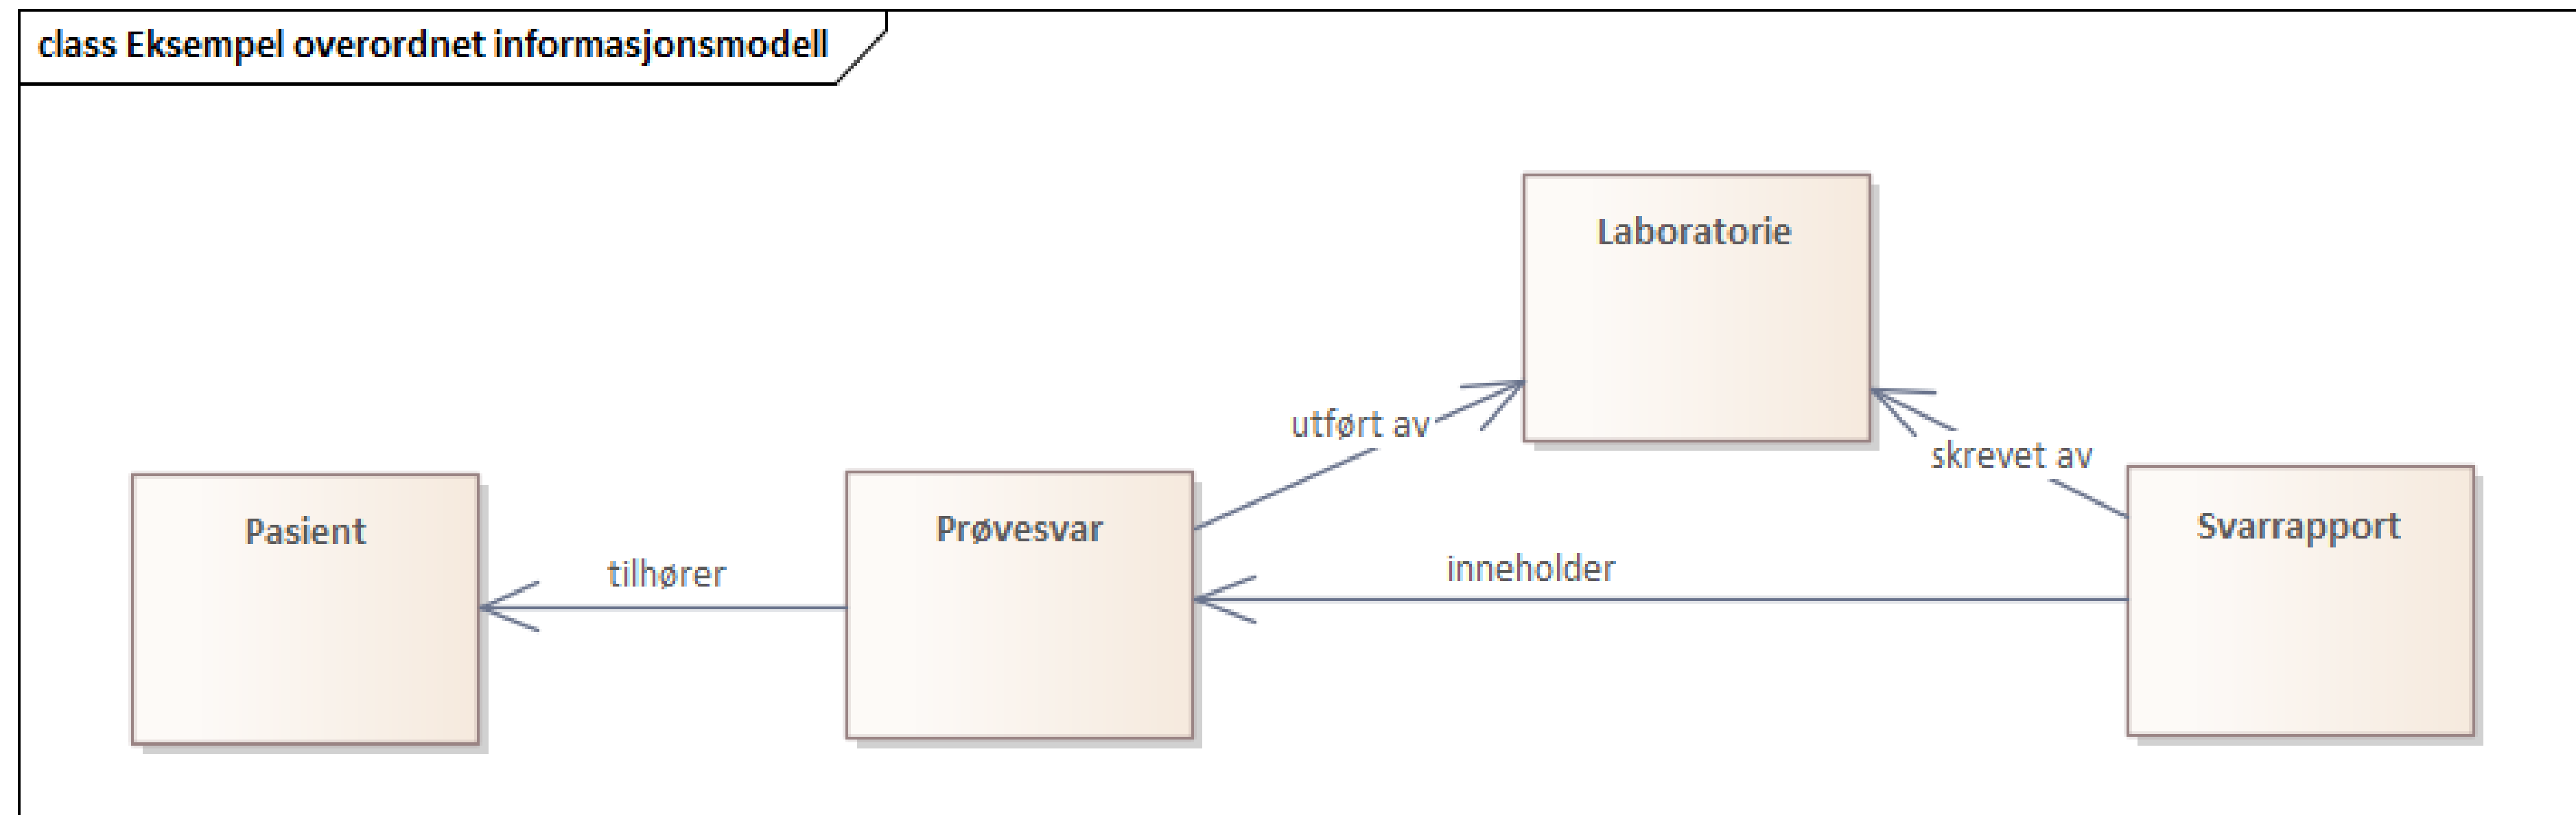 class Eksempel overordnet informasjonsmodell
Laboratorie
utført av
skrevet av
Pasient
tilhører
Prøvesvar
inneholder
Svarrapport